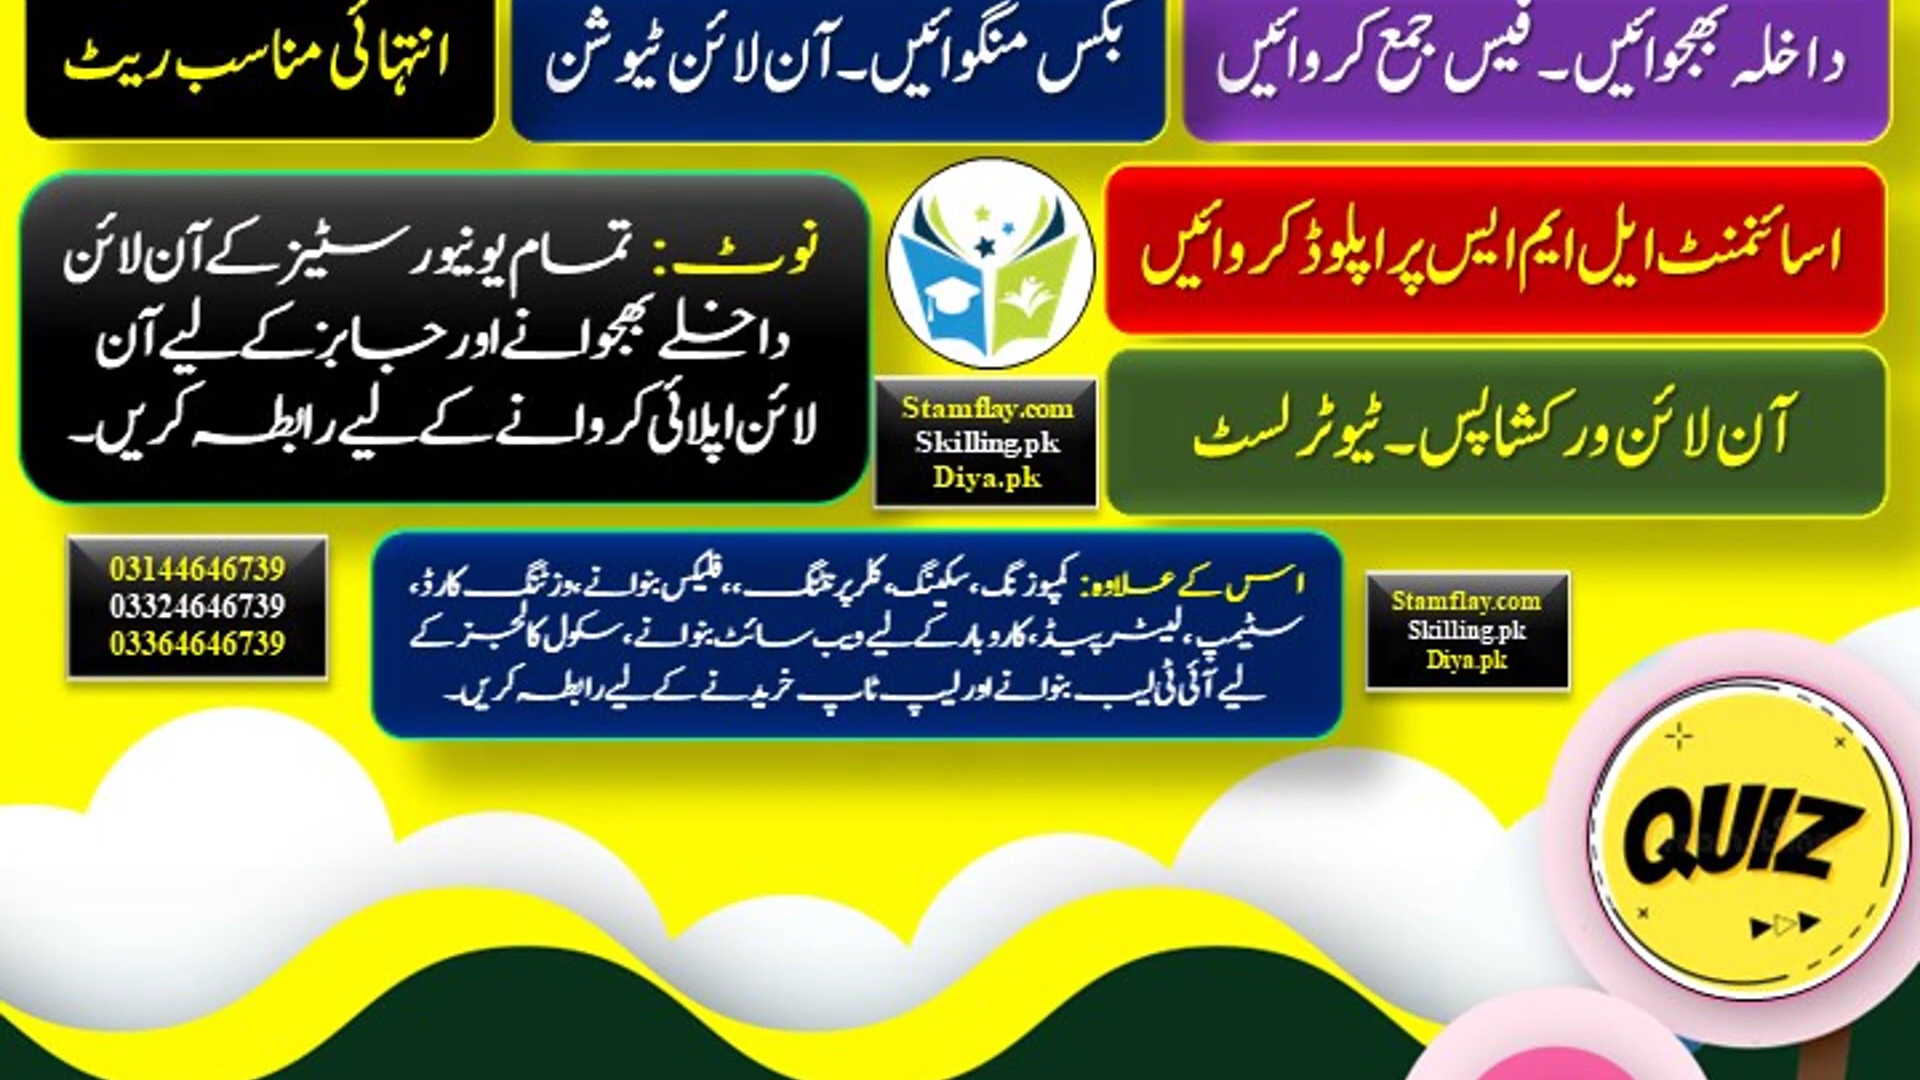 داخلہ بھجوائیں۔ فیس جمع کروائیں
بکس منگوائیں۔ آن لائن ٹیوشن
انتہائی مناسب ریٹ
اسائنمنٹ ایل ایم ایس پر اپلوڈ کروائیں
آن لائن ورکشاپس۔ ٹیوٹر لسٹ
نوٹ: تمام یونیورسٹیز کے آن لائن
داخلے بھجوانے اور جابز کے لیے آن
لائن اپلائی کروانے کے لیے رابطہ کریں۔
Stamflay.com
Skilling.pk
Diya.pk
اس کے علاوہ: کمپوزنگ، سکینگ، کلر پرنٹنگ،، فلیکس بنوانے، وزٹنگ کارڈ،
سٹیمپ، لیٹر پیڈ، کاروبار کے لیے ویب سائٹ بنوانے، سکول کالجز کے
لیے آئی ٹی لیب بنوانے اور لیپ ٹاپ خریدنے کے لیے رابطہ کریں۔
Stamflay.com
Skilling.pk
Diya.pk
03144646739
03324646739
03364646739
QUIZ